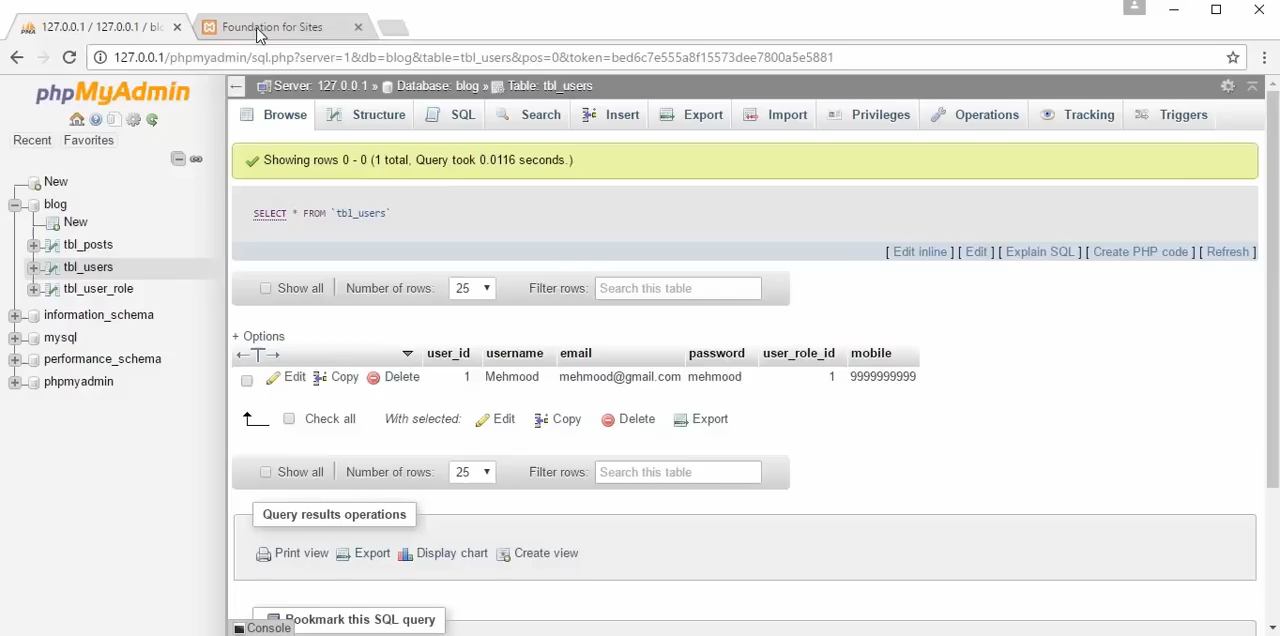 127.0.0.1 / 127.0.0.1 / blo
Foundation for Sites
127.0.0.1/phpmyadmin/sql.php?server=1&db=blog&table=tbl_users&pos=0&token=bed6c7e555a8f15573dee7800a5e5881
phpMyAdmin
Recent Favorites
New
blog
New
tbl_posts
tbl_users
tbl_user_role
information_schema
mysql
performance_schema
phpmyadmin
Server: 127.0.0.1 » Database: blog » Table: tbl_users
Browse Structure SQL Search Insert Export Import Privileges Operations Tracking Triggers
Showing rows 0 - 0 (1 total, Query took 0.0116 seconds.)
SELECT * FROM `tbl_users`
[ Edit inline ] [ Edit ] [ Explain SQL ] [ Create PHP code ] [ Refresh ]
Show all Number of rows: 25 Filter rows: Search this table
+ Options
user_id username email password user_role_id mobile
Edit Copy Delete 1 Mehmood mehmood@gmail.com mehmood 1 9999999999
Check all With selected: Edit Copy Delete Export
Show all Number of rows: 25 Filter rows: Search this table
Query results operations
Print view Export Display chart Create view
Bookmark this SQL query
Console